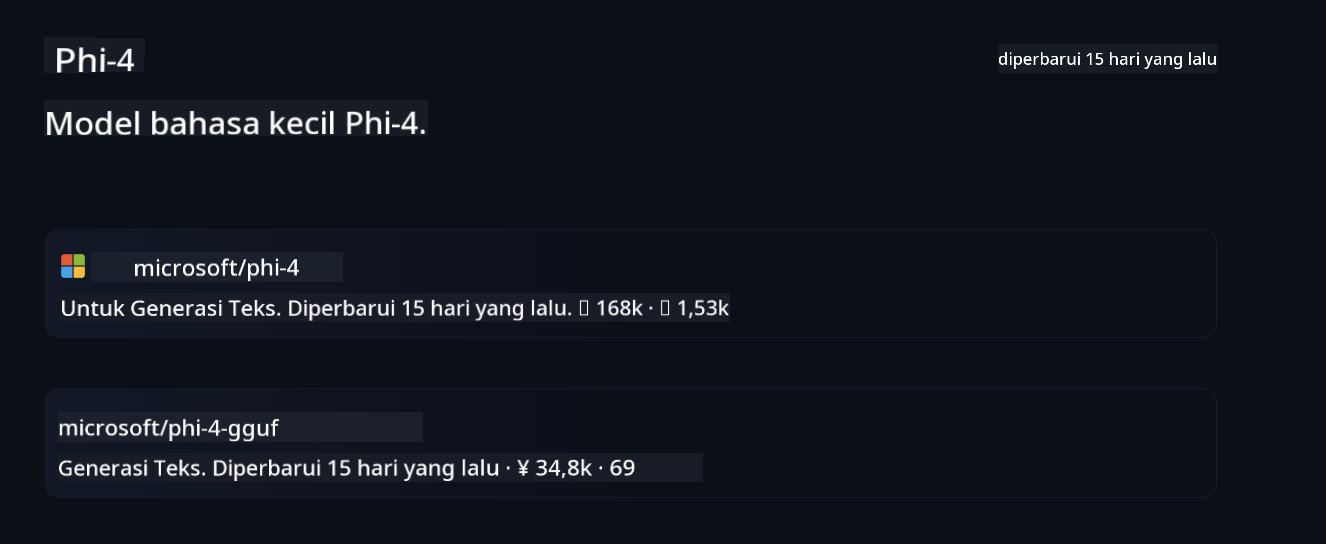 Phi-4
diperbarui 15 hari yang lalu
Model bahasa kecil Phi-4.
microsoft/phi-4
Untuk Generasi Teks. Diperbarui 15 hari yang lalu. ▯ 168k · ▯ 1,53k
microsoft/phi-4-gguf
Generasi Teks. Diperbarui 15 hari yang lalu · ¥ 34,8k · 69